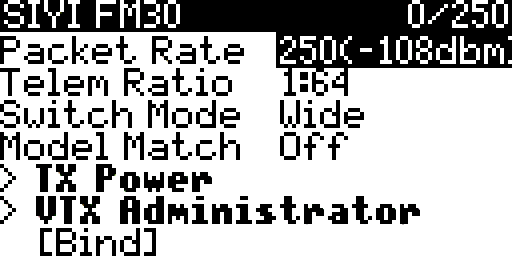 SIYI FM30 0/250
Packet Rate 250(-108dbm)
Telem Ratio 1:64
Switch Mode Wide
Model Match Off
> TX Power
> VTX Administrator
[Bind]